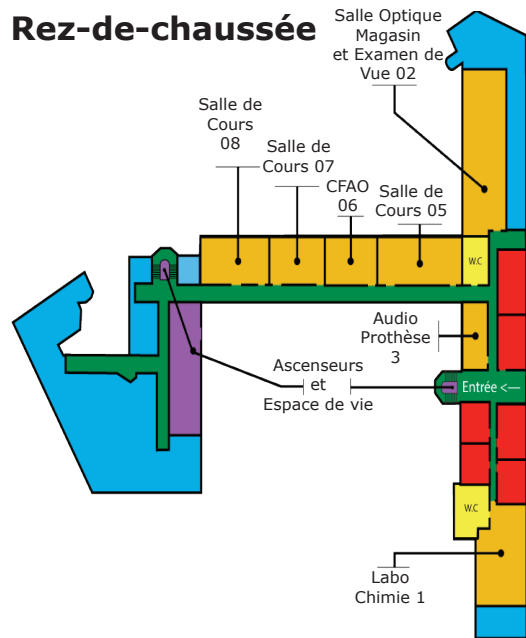 Rez-de-chaussée
Salle Optique
Magasin
et Examen de
Vue 02
Salle de
Cours
08
Salle de
Cours 07
CFAO
06
Salle de
Cours 05
W.C
Audio
Prothèse
3
Ascenseurs
et
Espace de vie
Entrée <—
W.C
Labo
Chimie 1